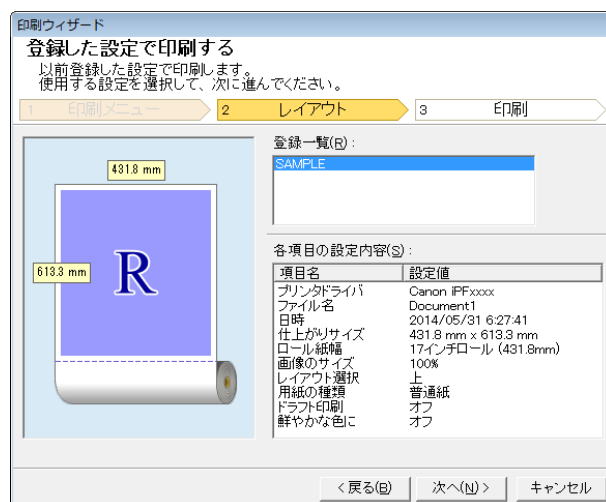 印刷ウィザード
登録した設定で印刷する
以前登録した設定で印刷します。
使用する設定を選択して、次に進んでください。
1 印刷メニュー 2 レイアウト 3 印刷
431.8 mm
613.3 mm
R
登録一覧(R) :
SAMPLE
各項目の設定内容(S) :
項目名 設定値
プリンタドライバ Canon iPFxxxx
ファイル名 Document1
日時 2014/05/31 6:27:41
仕上がりサイズ 431.8 mm x 613.3 mm
ロール紙幅 17インチロール (431.8mm)
画像のサイズ 100%
レイアウト選択 上
用紙の種類 普通紙
ドラフト印刷 オフ
鮮やかな色に オフ
< 戻る(B) 次へ(N) > キャンセル